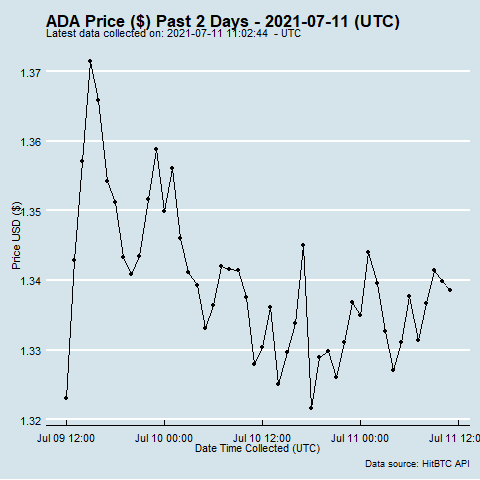 ADA Price ($) Past 2 Days - 2021-07-11 (UTC)
Latest data collected on: 2021-07-11 11:02:44 - UTC
1.37
1.36
1.35
1.34
1.33
1.32
Price USD ($)
Jul 09 12:00
Jul 10 00:00
Jul 10 12:00
Jul 11 00:00
Jul 11 12:0
Date Time Collected (UTC)
Data source: HitBTC API